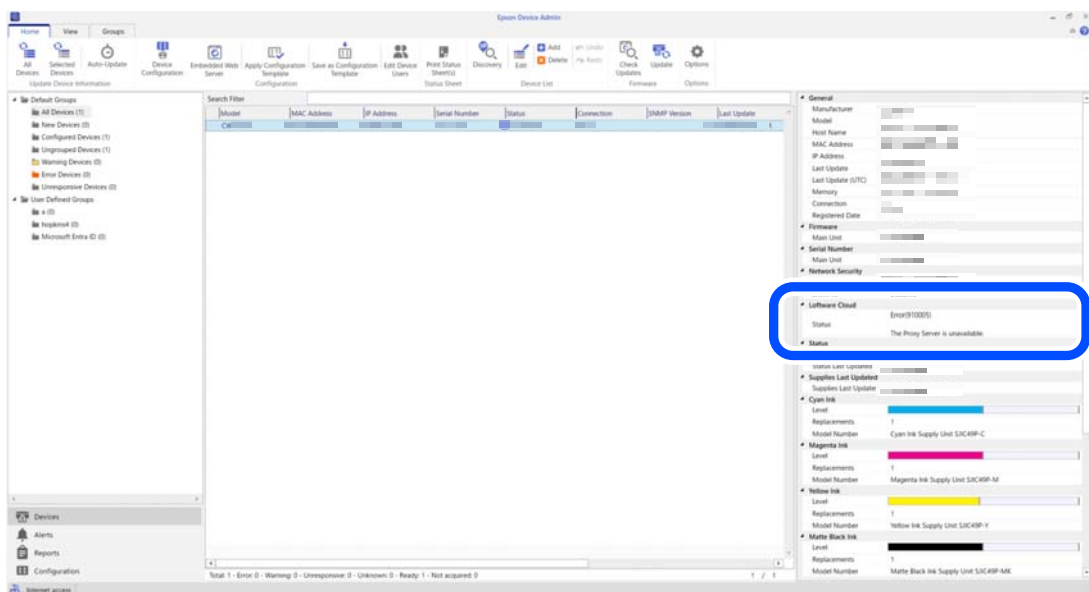 Epson Device Admin
Home View Groups
All Devices
Selected Devices
Auto-Update
Update Device Information
Device Configuration
Embedded Web Server
Apply Configuration Template
Save as Configuration Template
Edit Device Users
Configuration
Print Status Sheet(s)
Status Sheet
Discovery
Edit
Add
Delete
Undo
Redo
Device List
Check Updates
Update
Firmware
Options
Options
Default Groups
All Devices (1)
New Devices (0)
Configured Devices (1)
Ungrouped Devices (1)
Warning Devices (0)
Error Devices (0)
Unresponsive Devices (0)
User Defined Groups
a (0)
hopkins4 (0)
Microsoft Entra ID (0)
Devices
Alerts
Reports
Configuration
Internet access
Search Filter
Model MAC Address IP Address Serial Number Status Connection SNMP Version Last Update
Total: 1 - Error: 0 - Warning: 0 - Unresponsive: 0 - Unknown: 0 - Ready: 1 - Not acquired: 0
1 / 1
General
Manufacturer
Model
Host Name
MAC Address
IP Address
Last Update
Last Update (UTC)
Memory
Connection
Registered Date
Firmware
Main Unit
Serial Number
Main Unit
Network Security
Loftware Cloud
Error(910005)
Status
The Proxy Server is unavailable.
Status
Status Last Updated
Supplies Last Updated
Supplies Last Update
Cyan Ink
Level
Replacements 1
Model Number Cyan Ink Supply Unit SJIC49P-C
Magenta Ink
Level
Replacements 1
Model Number Magenta Ink Supply Unit SJIC49P-M
Yellow Ink
Level
Replacements 1
Model Number Yellow Ink Supply Unit SJIC49P-Y
Matte Black Ink
Level
Replacements 1
Model Number Matte Black Ink Supply Unit SJIC49P-MK